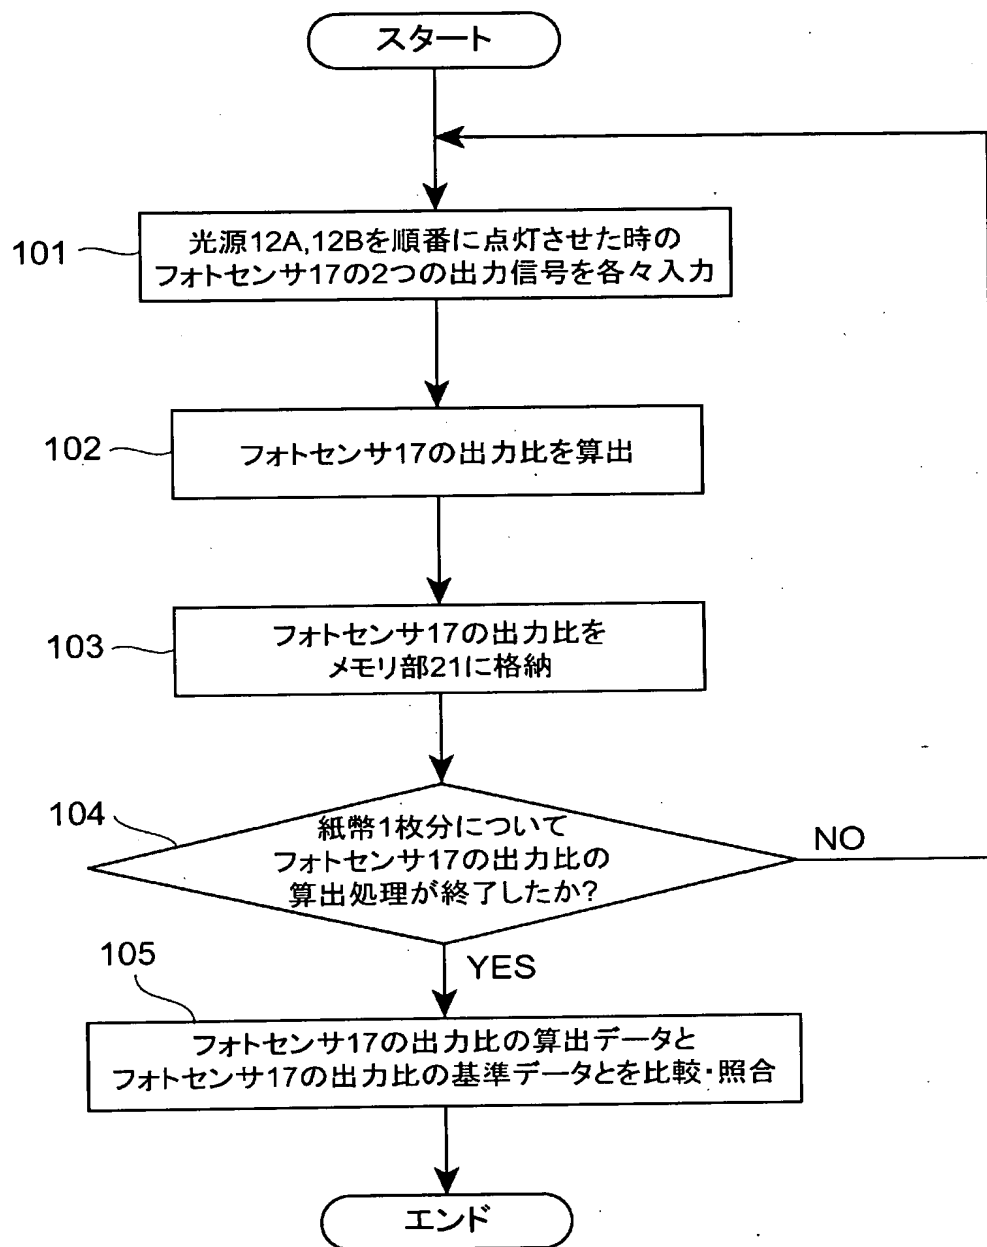 スタート
101
光源12A,12Bを順番に点灯させた時の
フォトセンサ17の2つの出力信号を各々入力
102
フォトセンサ17の出力比を算出
103
フォトセンサ17の出力比を
メモリ部21に格納
104
紙幣1枚分について
フォトセンサ17の出力比の
算出処理が終了したか?
NO
YES
105
フォトセンサ17の出力比の算出データと
フォトセンサ17の出力比の基準データとを比較・照合
エンド